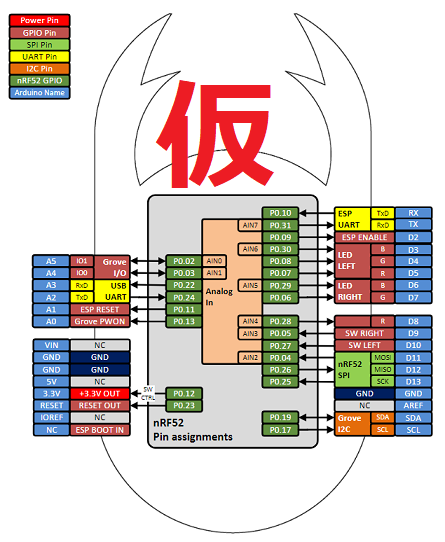 Power Pin
GPIO Pin
SPI Pin
UART Pin
I2C Pin
nRF52 GPIO
Arduino Name
仮
P0.10 ESP TxD RX
AIN7 P0.31 UART RxD TX
P0.09 ESP ENABLE D2
AIN6 P0.30 LED B D3
A5 IO1 Grove P0.02 AIN0 P0.08 LEFT G D4
A4 IO0 I/O P0.03 AIN1 P0.07 R D5
A3 RxD USB P0.22 Analog AIN5 P0.29 LED B D6
A2 TxD UART P0.24 In P0.06 RIGHT G D7
A1 ESP RESET P0.11
A0 Grove PWON P0.13 AIN4 P0.28 R D8
AIN3 P0.05 SW RIGHT D9
VIN NC P0.27 SW LEFT D10
GND GND AIN2 P0.04 nRF52 MOSI D11
GND GND P0.26 SPI MISO D12
5V NC P0.25 SCK D13
3.3V +3.3V OUT SW CTRL P0.12 GND GND
RESET RESET OUT P0.23 NC AREF
IOREF NC P0.19 Grove SDA SDA
NC ESP BOOT IN P0.17 I2C SCL SCL
nRF52
Pin assignments